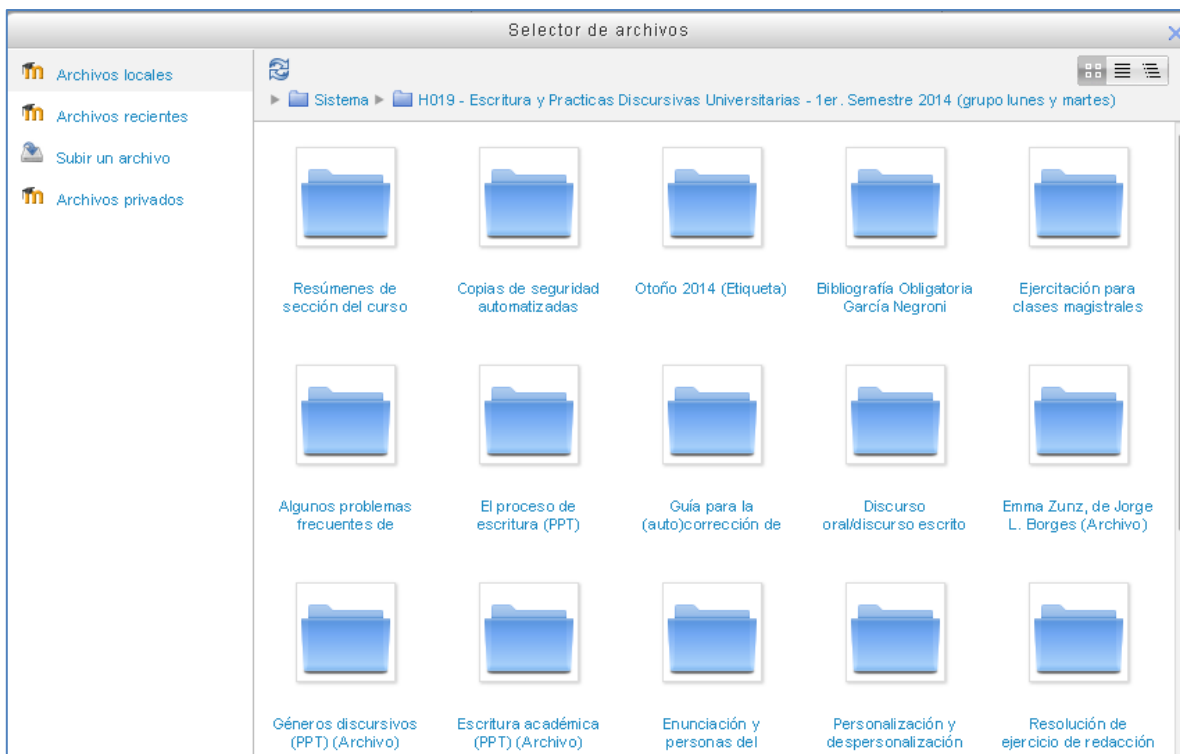 Selector de archivos
Archivos locales
Archivos recientes
Subir un archivo
Archivos privados
Sistema
H019 - Escritura y Practicas Discursivas Universitarias - 1er. Semestre 2014 (grupo lunes y martes)
Resúmenes de
sección del curso
Copias de seguridad
automatizadas
Otoño 2014 (Etiqueta)
Bibliografía Obligatoria
García Negroni
Ejercitación para
clases magistrales
Algunos problemas
frecuentes de
El proceso de
escritura (PPT)
Guía para la
(auto)corrección de
Discurso
oral/discurso escrito
Emma Zunz, de Jorge
L. Borges (Archivo)
Géneros discursivos
(PPT) (Archivo)
Escritura académica
(PPT) (Archivo)
Enunciación y
personas del
Personalización y
despersonalización
Resolución de
ejercicio de redacción